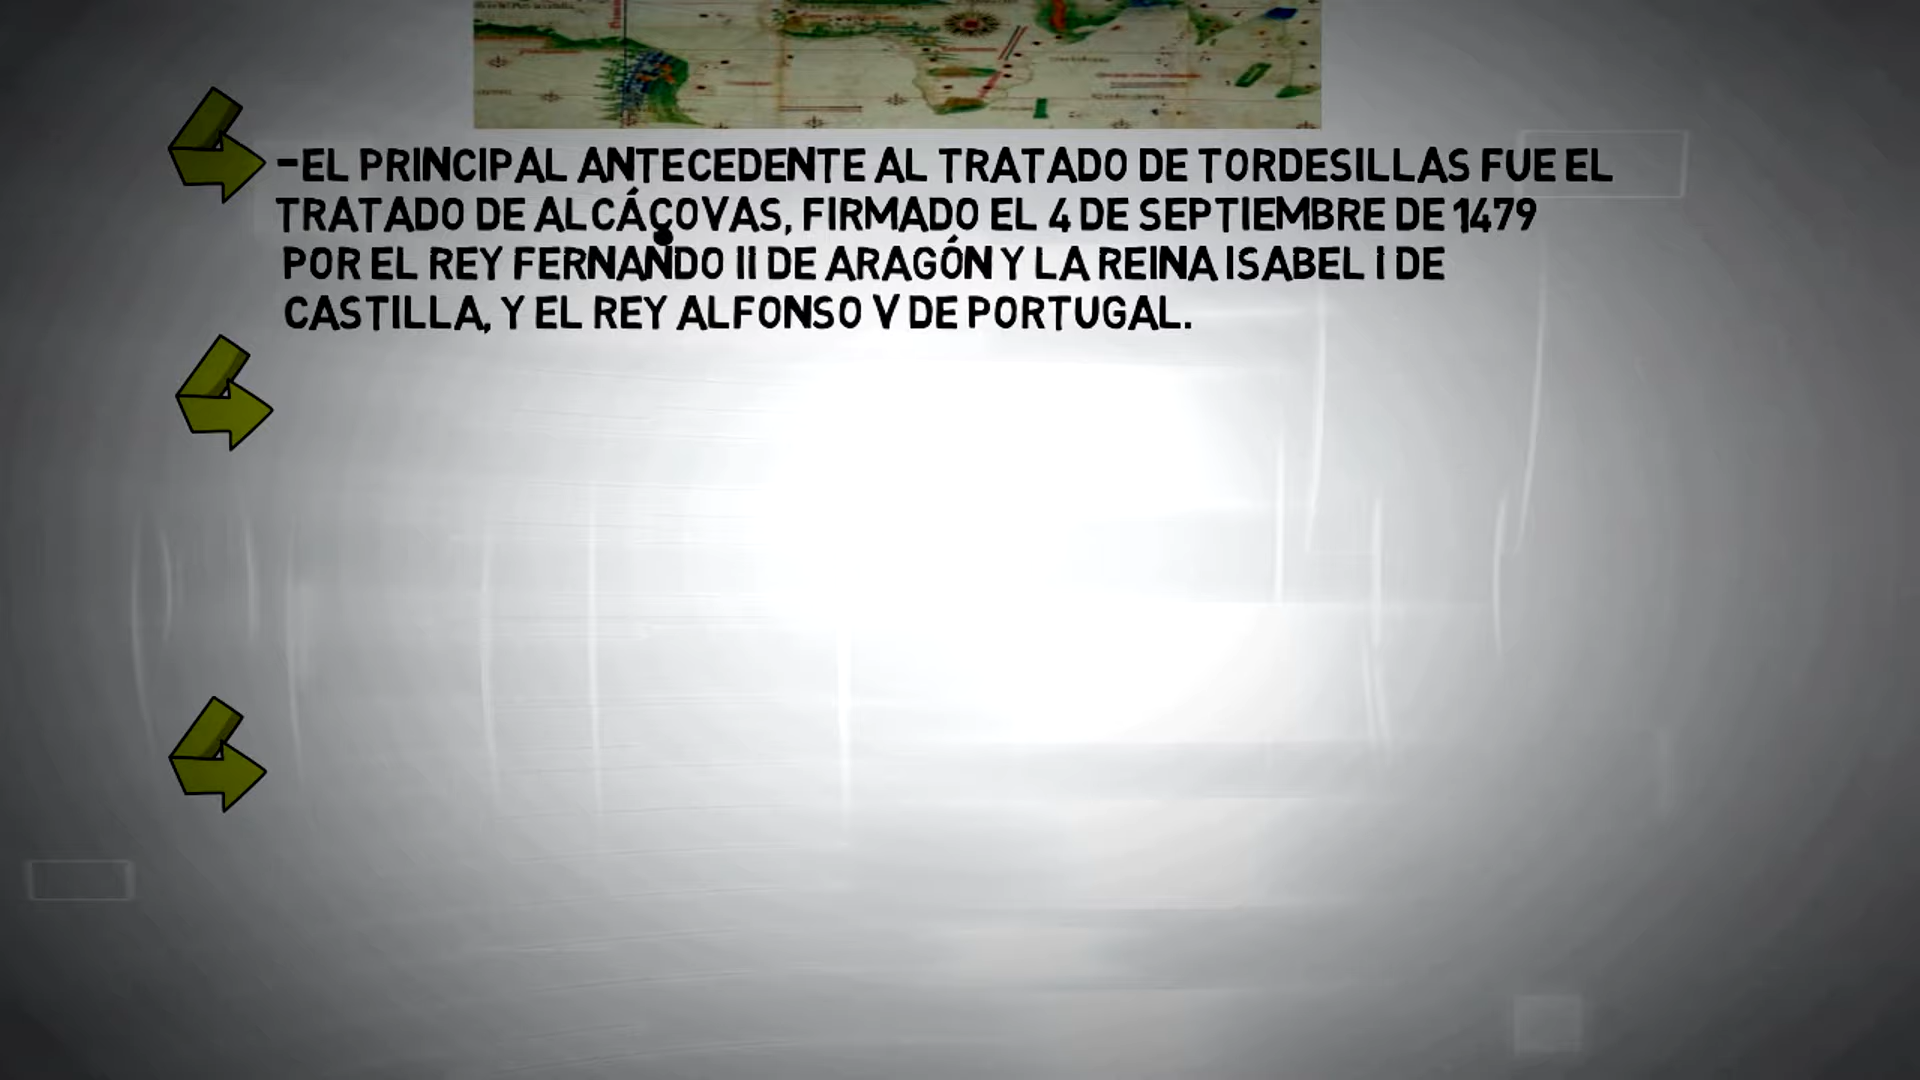 -EL PRINCIPAL ANTECEDENTE AL TRATADO DE TORDESILLAS FUE EL
TRATADO DE ALCÁÇOVAS, FIRMADO EL 4 DE SEPTIEMBRE DE 1479
POR EL REY FERNANDO II DE ARAGÓN Y LA REINA ISABEL I DE
CASTILLA, Y EL REY ALFONSO V DE PORTUGAL.